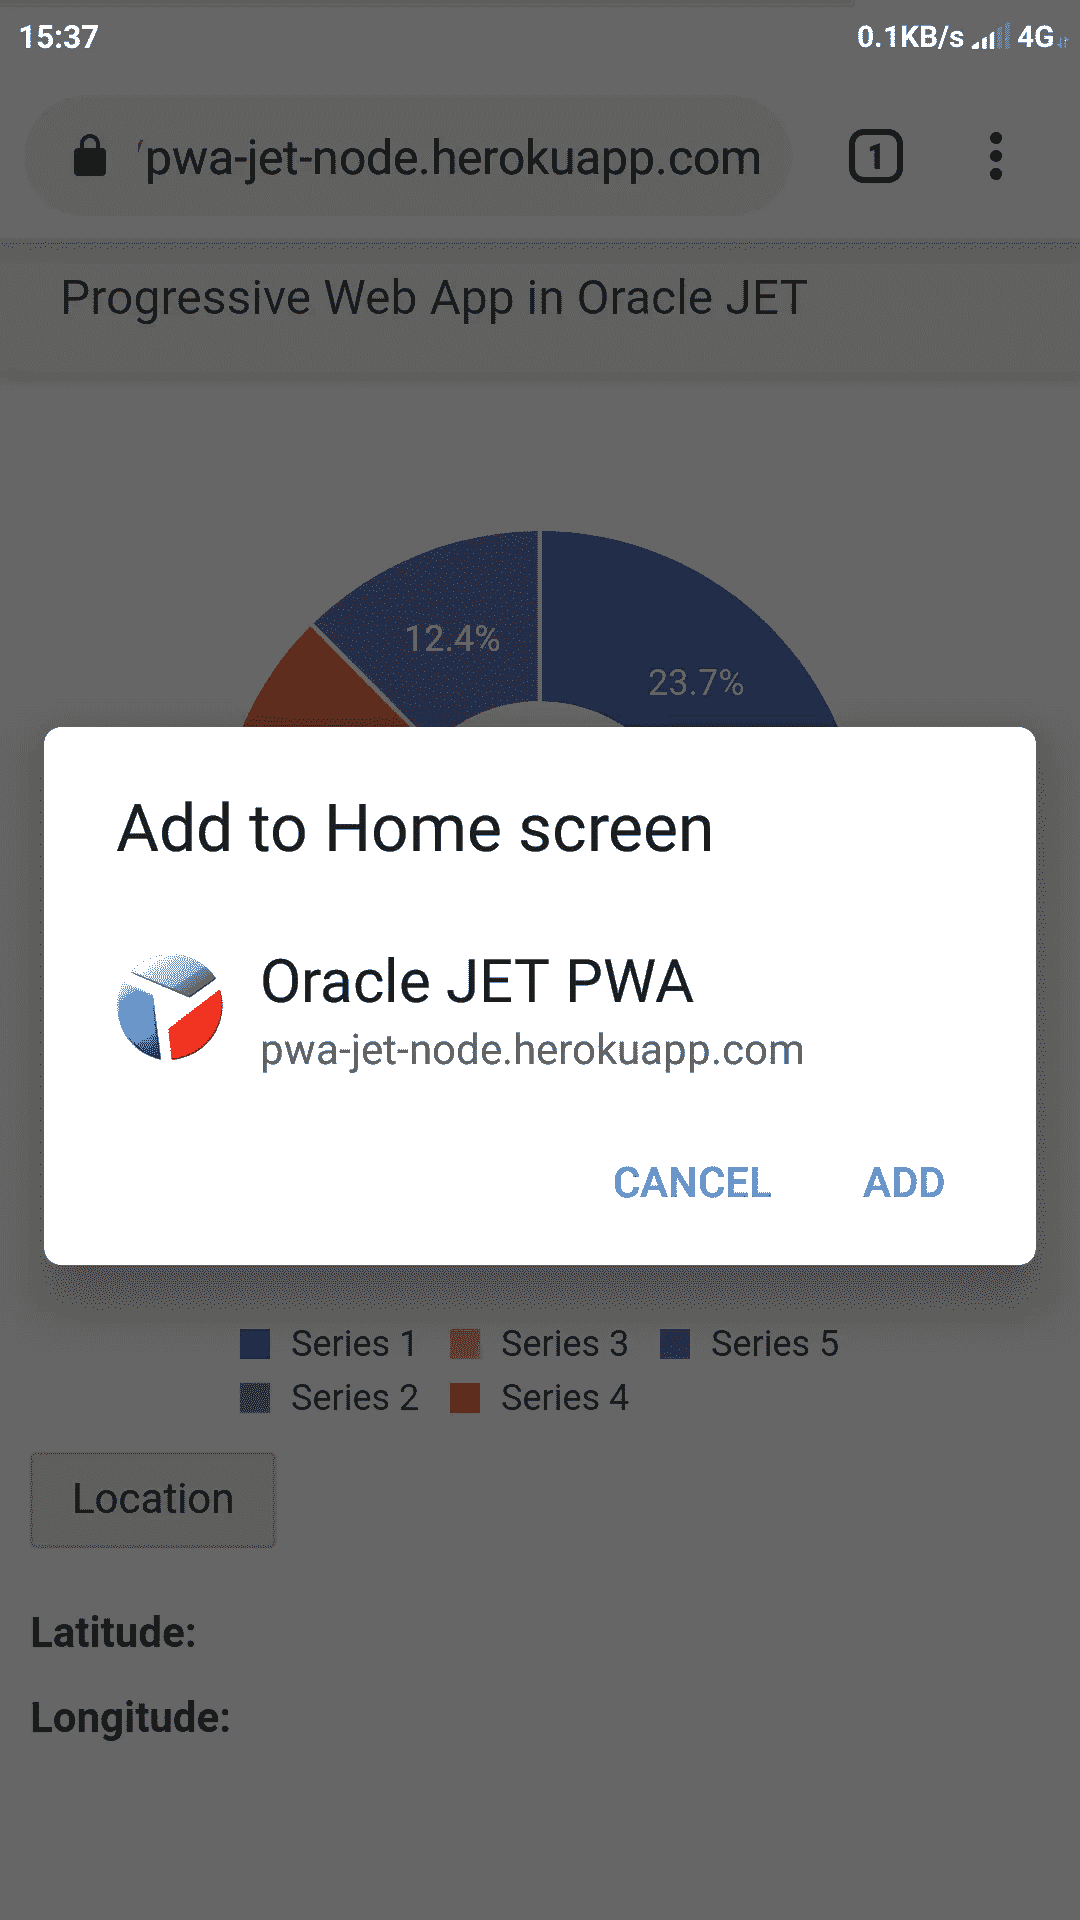 15:37 0.1KB/s 4G
/pwa-jet-node.herokuapp.com 1
Progressive Web App in Oracle JET
12.4%
23.7%
Add to Home screen
Oracle JET PWA
pwa-jet-node.herokuapp.com
CANCEL ADD
Series 1 Series 3 Series 5
Series 2 Series 4
Location
Latitude:
Longitude: